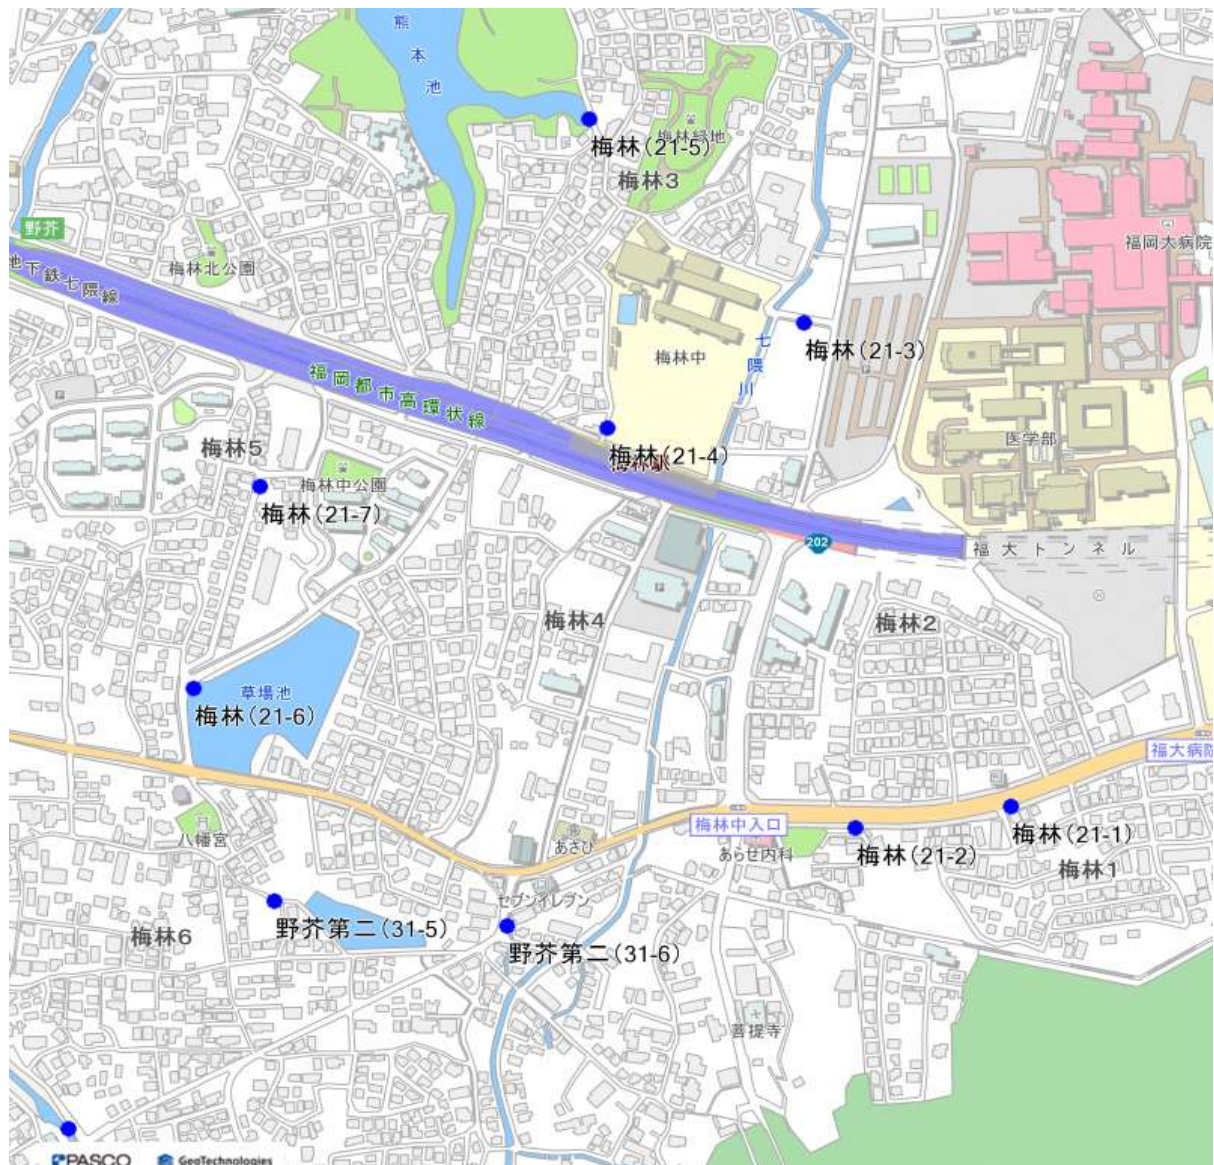 熊本池
梅林(21-5)
梅林緑地
梅林3
野芥
福岡大病院
梅林北公園
地下鉄七隈線
梅林(21-3)
七隈川
梅林中
福岡都市高環状線
梅林5
梅林(21-4)
医学部
梅林中公園
梅林(21-7)
202
福大トンネル
梅林4
梅林2
草場池
梅林(21-6)
福大病院
梅林中入口
梅林(21-1)
八幡宮
あさひ
あらせ内科
梅林(21-2)
梅林1
セブンイレブン
野芥第二(31-5)
梅林6
野芥第二(31-6)
菩提寺
PASCO
GeoTechnologies